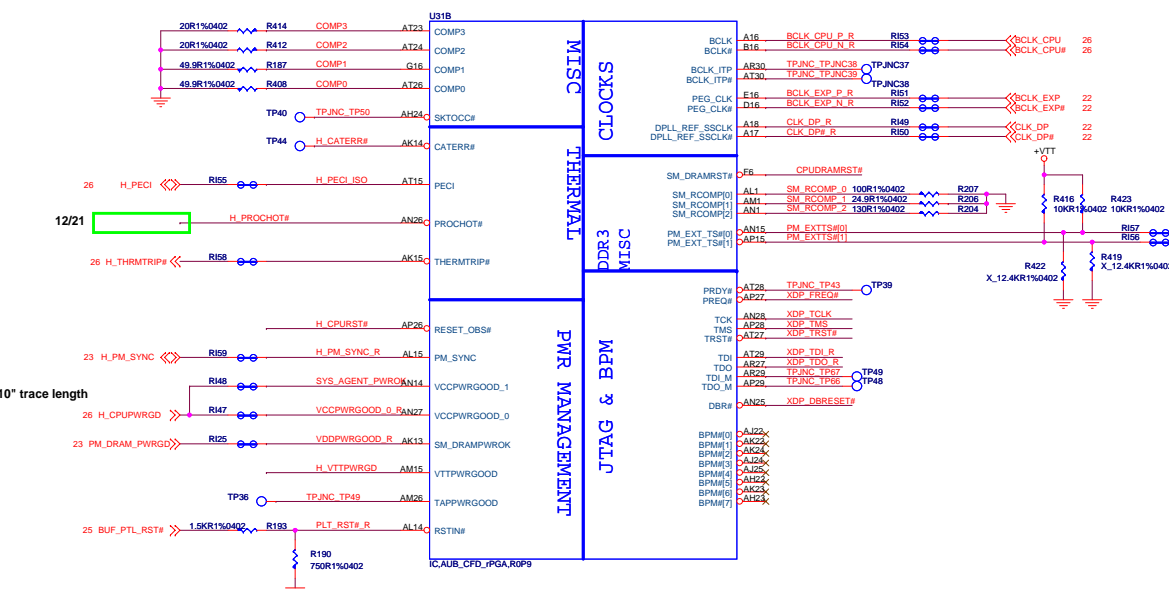 U31B
20R1%0402 R414 COMP3 AT23 COMP3
20R1%0402 R412 COMP2 AT24 COMP2
49.9R1%0402 R187 COMP1 G16 COMP1
49.9R1%0402 R408 COMP0 AT26 COMP0
TP40 TPJNC_TP50 AH24 SKTOCC#
TP44 H_CATERR# AK14 CATERR#
26 H_PECI RI55 H_PECI_ISO AT15 PECI
12/21 H_PROCHOT# AN26 PROCHOT#
26 H_THRMTRIP# RI58 AK15 THERMTRIP#
H_CPURST# AP26 RESET_OBS#
23 H_PM_SYNC RI59 H_PM_SYNC_R AL15 PM_SYNC
10" trace length
RI48 SYS_AGENT_PWROK AN14 VCCPWRGOOD_1
26 H_CPUPWRGD RI47 VCCPWRGOOD_0_R AN27 VCCPWRGOOD_0
23 PM_DRAM_PWRGD RI25 VDDPWRGOOD_R AK13 SM_DRAMPWROK
H_VTTPWRGD AM15 VTTPWRGOOD
TP36 TPJNC_TP49 AM26 TAPPWRGOOD
25 BUF_PTL_RST# 1.5KR1%0402 R193 PLT_RST#_R AL14 RSTIN#
R190
750R1%0402
IC,AUB_CFD_rPGA,R0P9
MISC
THERMAL
PWR MANAGEMENT
CLOCKS
DDR3
MISC
JTAG & BPM
BCLK A16 BCLK_CPU_P_R RI53 BCLK_CPU 26
BCLK# B16 BCLK_CPU_N_R RI54 BCLK_CPU# 26
BCLK_ITP AR30 TPJNC_TPJNC38 TPJNC37
BCLK_ITP# AT30 TPJNC_TPJNC39 TPJNC38
PEG_CLK E16 BCLK_EXP_P_R RI51 BCLK_EXP 22
PEG_CLK# D16 BCLK_EXP_N_R RI52 BCLK_EXP# 22
DPLL_REF_SSCLK A18 CLK_DP_R RI49 CLK_DP 22
DPLL_REF_SSCLK# A17 CLK_DP#_R RI50 CLK_DP# 22
+VTT
SM_DRAMRST# F6 CPUDRAMRST#
SM_RCOMP[0] AL1 SM_RCOMP_0 100R1%0402 R207
SM_RCOMP[1] AM1 SM_RCOMP_1 24.9R1%0402 R206
SM_RCOMP[2] AN1 SM_RCOMP_2 130R1%0402 R204
R416 R423
10KR1%0402 10KR1%0402
PM_EXT_TS#[0] AN15 PM_EXTTS#[0] RI57
PM_EXT_TS#[1] AP15 PM_EXTTS#[1] RI56
R422 R419
X_12.4KR1%0402 X_12.4KR1%0402
PRDY# AT28 TPJNC_TP43 TP39
PREQ# AP27 XDP_FREQ#
TCK AN28 XDP_TCLK
TMS AP28 XDP_TMS
TRST# AT27 XDP_TRST#
TDI AT29 XDP_TDI_R
TDO AR27 XDP_TDO_R
TDI_M AR29 TPJNC_TP67 TP49
TDO_M AP29 TPJNC_TP66 TP48
DBR# AN25 XDP_DBRESET#
BPM#[0] AJ22
BPM#[1] AK22
BPM#[2] AK24
BPM#[3] AJ24
BPM#[4] AJ25
BPM#[5] AH22
BPM#[6] AK23
BPM#[7] AH23